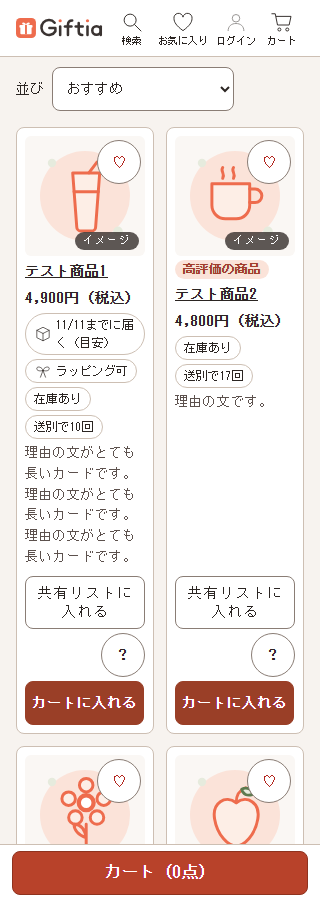 Giftia
検索
お気に入り
ログイン
カート
並び
おすすめ
イメージ
テスト商品1
4,900円（税込）
11/11までに届
く（目安）
ラッピング可
在庫あり
送別で10回
理由の文がとても
長いカードです。
理由の文がとても
長いカードです。
理由の文がとても
長いカードです。
共有リストに
入れる
?
カートに入れる
イメージ
高評価の商品
テスト商品2
4,800円（税込）
在庫あり
送別で17回
理由の文です。
共有リストに
入れる
?
カートに入れる
カート（0点）